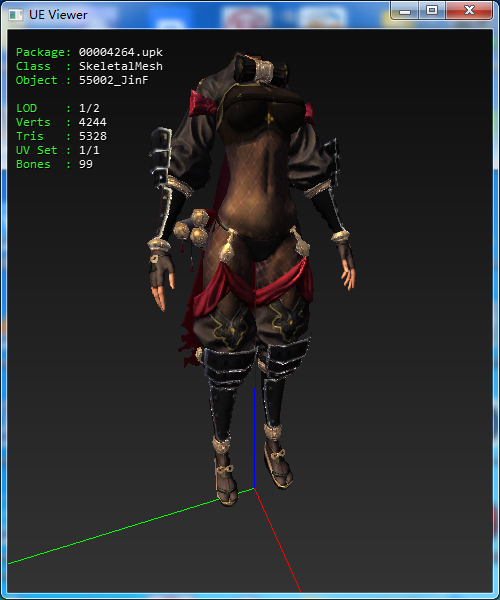 UE Viewer
Package: 00004264.upk
Class : SkeletalMesh
Object : 55002_JinF
LOD : 1/2
Verts : 4244
Tris : 5328
UV Set : 1/1
Bones : 99